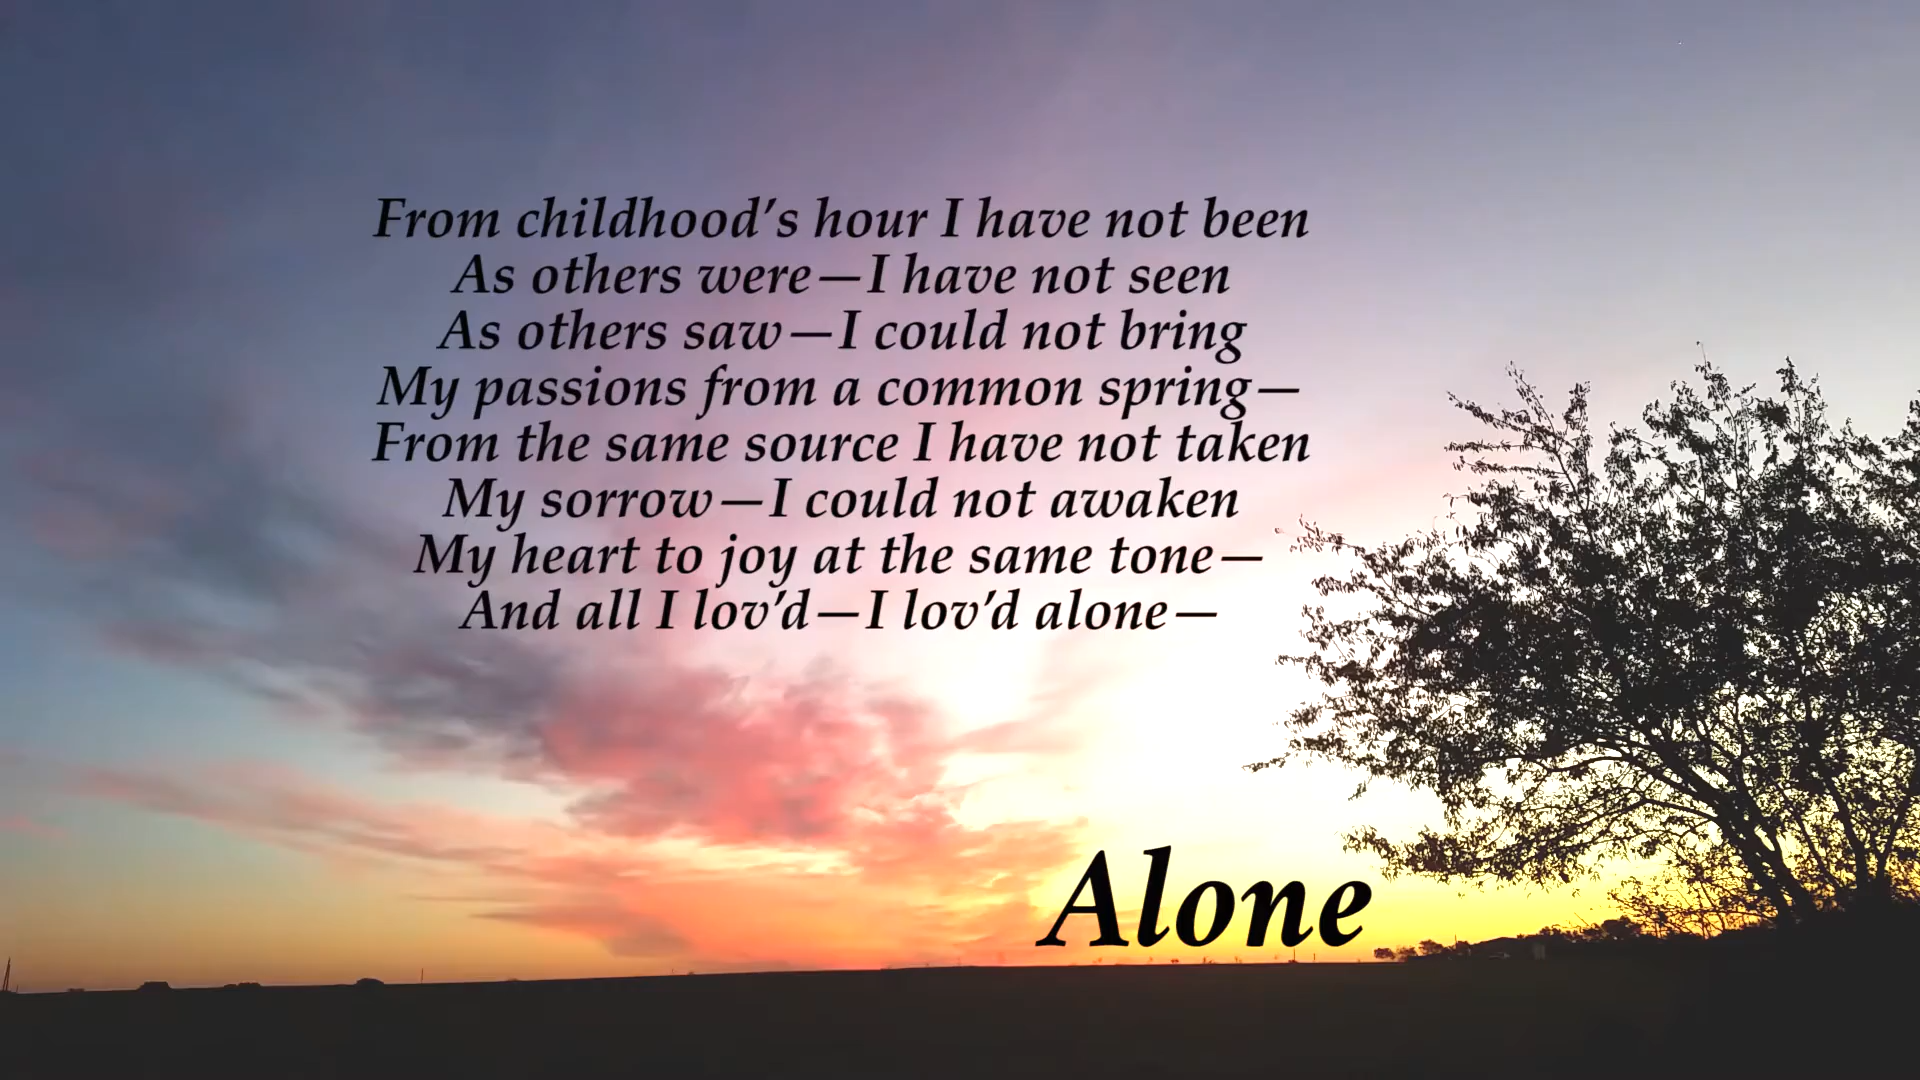 From childhood’s hour I have not been
As others were—I have not seen
As others saw—I could not bring
My passions from a common spring—
From the same source I have not taken
My sorrow—I could not awaken
My heart to joy at the same tone—
And all I lov’d—I lov’d alone—
Alone